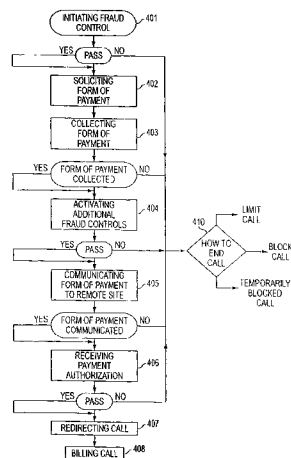 INITIATING FRAUD
CONTROL
401
YES PASS NO
SOLICITING
FORM OF
PAYMENT
402
COLLECTING
FORM OF
PAYMENT
403
YES FORM OF PAYMENT NO
COLLECTED
ACTIVATING
ADDITIONAL
FRAUD CONTROLS
404
YES PASS NO
COMMUNICATING
FORM OF PAYMENT
TO REMOTE SITE
405
YES FORM OF PAYMENT NO
COMMUNICATED
RECEIVING
PAYMENT
AUTHORIZATION
406
YES PASS NO
REDIRECTING CALL
407
BILLING CALL
408
410
HOW TO
END
CALL
LIMIT
CALL
BLOCK
CALL
TEMPORARILY
BLOCKED
CALL